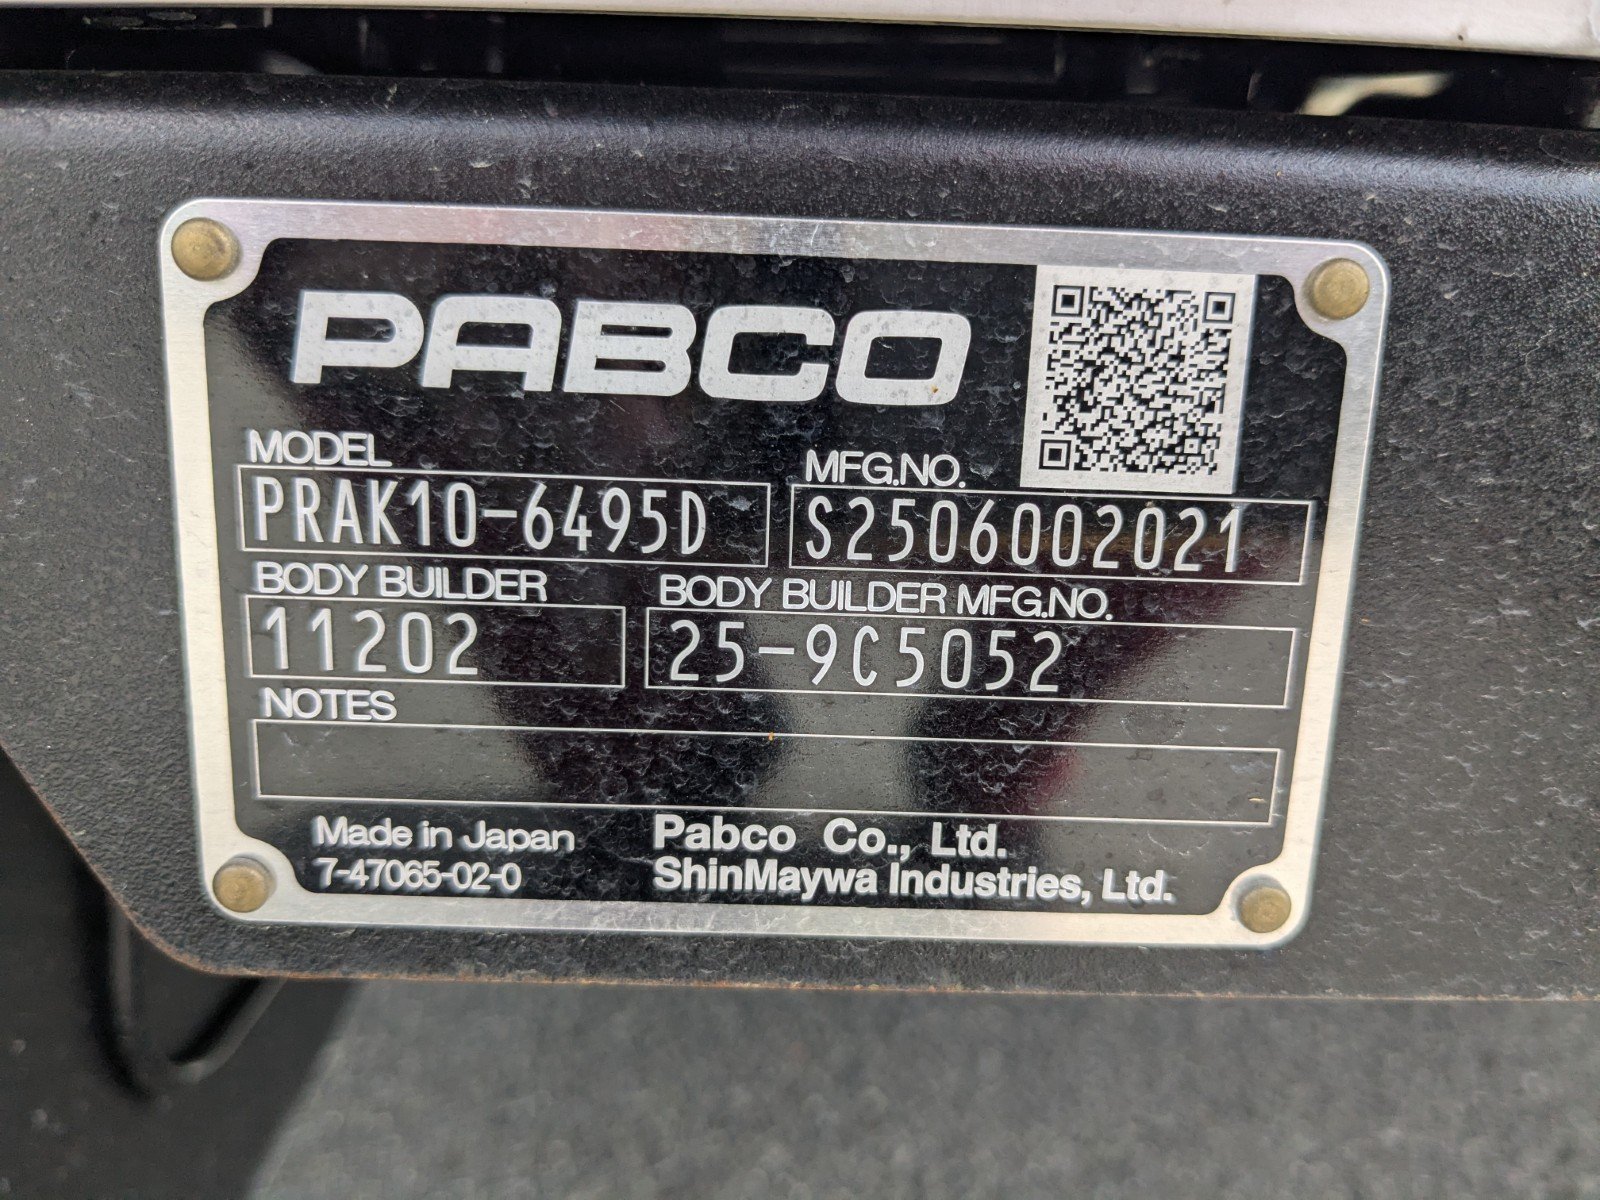 PABCO
MODEL
PRAK10-6495D
MFG.NO.
S2506002021
BODY BUILDER
11202
BODY BUILDER MFG.NO.
25-9C5052
NOTES
Made in Japan
7-47065-02-0
Pabco Co., Ltd.
ShinMaywa Industries, Ltd.